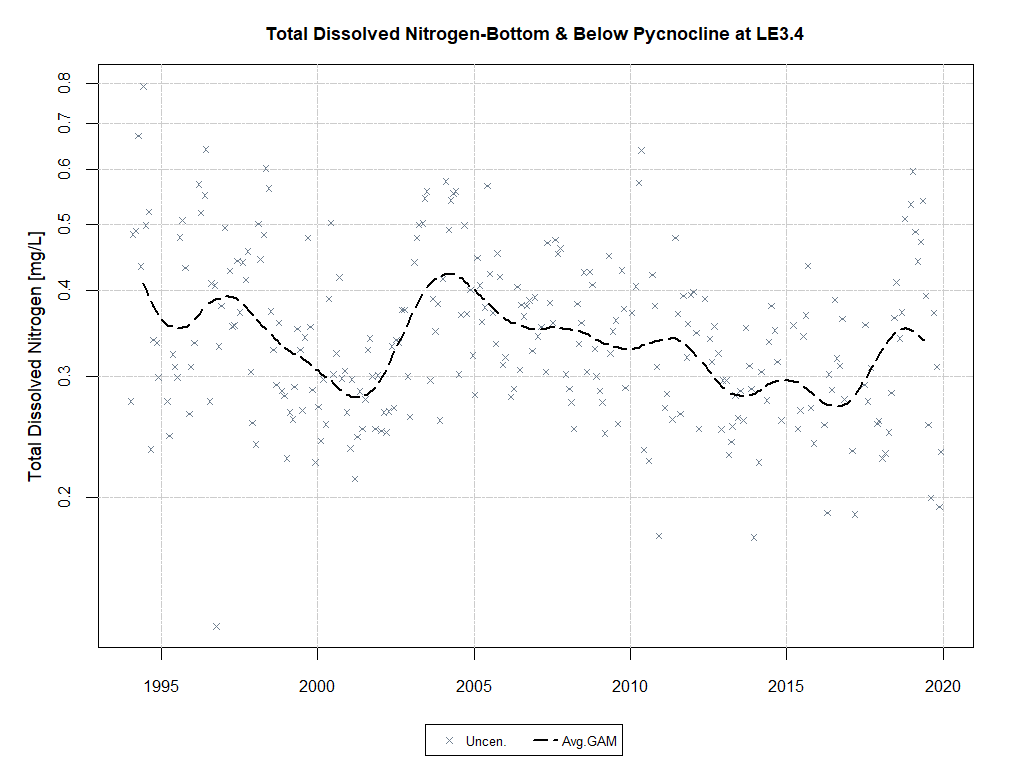 Total Dissolved Nitrogen-Bottom & Below Pycnocline at LE3.4
Total Dissolved Nitrogen [mg/L]
0.8
0.7
0.6
0.5
0.4
0.3
0.2
1995 2000 2005 2010 2015 2020
Uncen. Avg.GAM